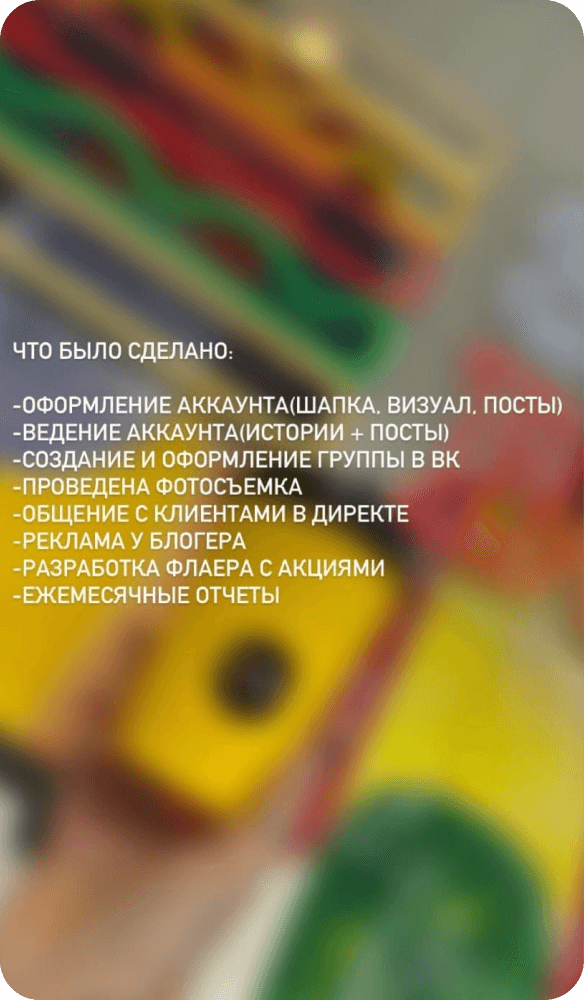 ЧТО БЫЛО СДЕЛАНО:
-ОФОРМЛЕНИЕ АККАУНТА(ШАПКА, ВИЗУАЛ, ПОСТЫ)
-ВЕДЕНИЕ АККАУНТА(ИСТОРИИ + ПОСТЫ)
-СОЗДАНИЕ И ОФОРМЛЕНИЕ ГРУППЫ В ВК
-ПРОВЕДЕНА ФОТОСЪЕМКА
-ОБЩЕНИЕ С КЛИЕНТАМИ В ДИРЕКТЕ
-РЕКЛАМА У БЛОГЕРА
-РАЗРАБОТКА ФЛАЕРА С АКЦИЯМИ
-ЕЖЕМЕСЯЧНЫЕ ОТЧЕТЫ